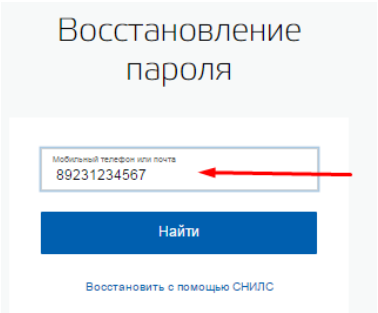 Восстановление
пароля
Мобильный телефон или почта
89231234567
Найти
Восстановить с помощью СНИЛС